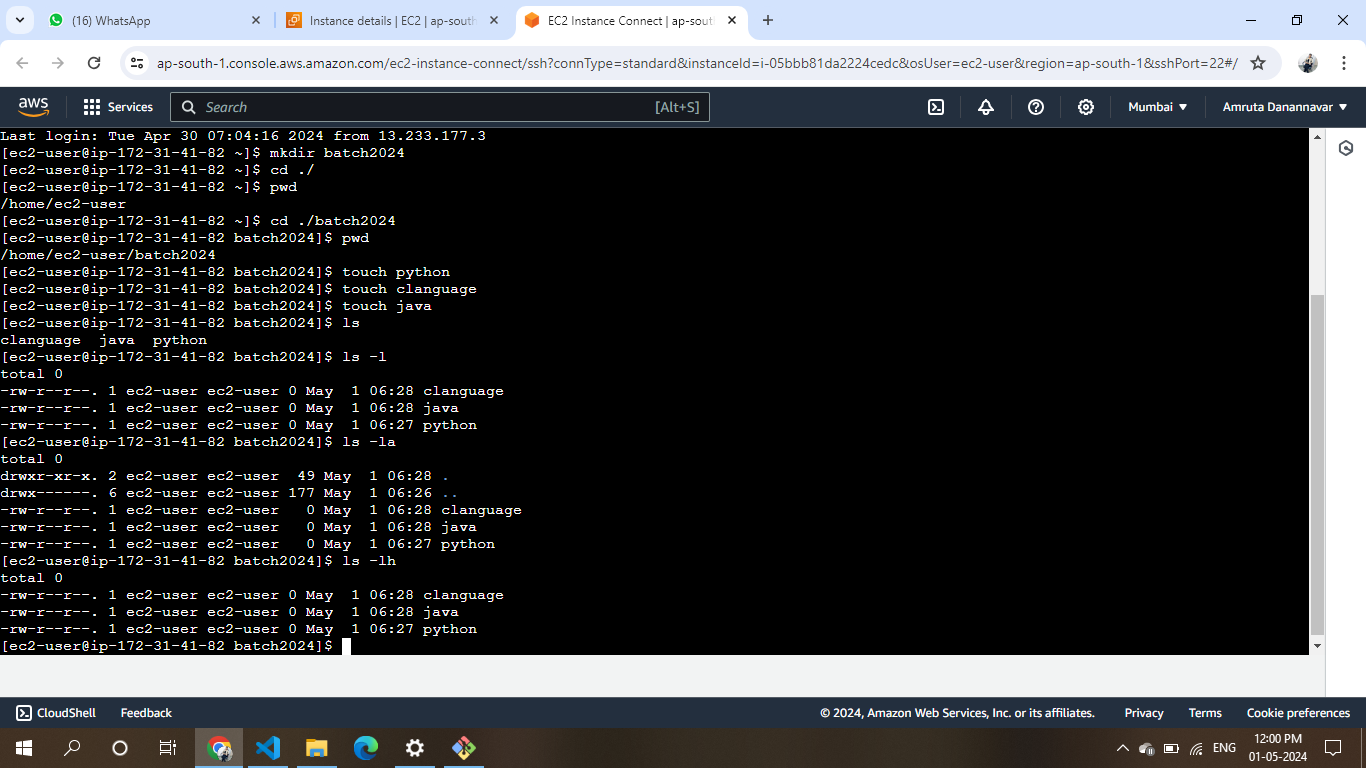 (16) WhatsApp
Instance details | EC2 | ap-south
EC2 Instance Connect | ap-sout
ap-south-1.console.aws.amazon.com/ec2-instance-connect/ssh?connType=standard&instanceId=i-05bbb81da2224cedc&osUser=ec2-user&region=ap-south-1&sshPort=22#/
aws Services Search [Alt+S] Mumbai Amruta Danannavar
Last login: Tue Apr 30 07:04:16 2024 from 13.233.177.3
[ec2-user@ip-172-31-41-82 ~]$ mkdir batch2024
[ec2-user@ip-172-31-41-82 ~]$ cd ./
[ec2-user@ip-172-31-41-82 ~]$ pwd
/home/ec2-user
[ec2-user@ip-172-31-41-82 ~]$ cd ./batch2024
[ec2-user@ip-172-31-41-82 batch2024]$ pwd
/home/ec2-user/batch2024
[ec2-user@ip-172-31-41-82 batch2024]$ touch python
[ec2-user@ip-172-31-41-82 batch2024]$ touch clanguage
[ec2-user@ip-172-31-41-82 batch2024]$ touch java
[ec2-user@ip-172-31-41-82 batch2024]$ ls
clanguage  java  python
[ec2-user@ip-172-31-41-82 batch2024]$ ls -l
total 0
-rw-r--r--. 1 ec2-user ec2-user 0 May  1 06:28 clanguage
-rw-r--r--. 1 ec2-user ec2-user 0 May  1 06:28 java
-rw-r--r--. 1 ec2-user ec2-user 0 May  1 06:27 python
[ec2-user@ip-172-31-41-82 batch2024]$ ls -la
total 0
drwxr-xr-x. 2 ec2-user ec2-user  49 May  1 06:28 .
drwx------. 6 ec2-user ec2-user 177 May  1 06:26 ..
-rw-r--r--. 1 ec2-user ec2-user   0 May  1 06:28 clanguage
-rw-r--r--. 1 ec2-user ec2-user   0 May  1 06:28 java
-rw-r--r--. 1 ec2-user ec2-user   0 May  1 06:27 python
[ec2-user@ip-172-31-41-82 batch2024]$ ls -lh
total 0
-rw-r--r--. 1 ec2-user ec2-user 0 May  1 06:28 clanguage
-rw-r--r--. 1 ec2-user ec2-user 0 May  1 06:28 java
-rw-r--r--. 1 ec2-user ec2-user 0 May  1 06:27 python
[ec2-user@ip-172-31-41-82 batch2024]$
CloudShell Feedback © 2024, Amazon Web Services, Inc. or its affiliates. Privacy Terms Cookie preferences
ENG
12:00 PM
01-05-2024